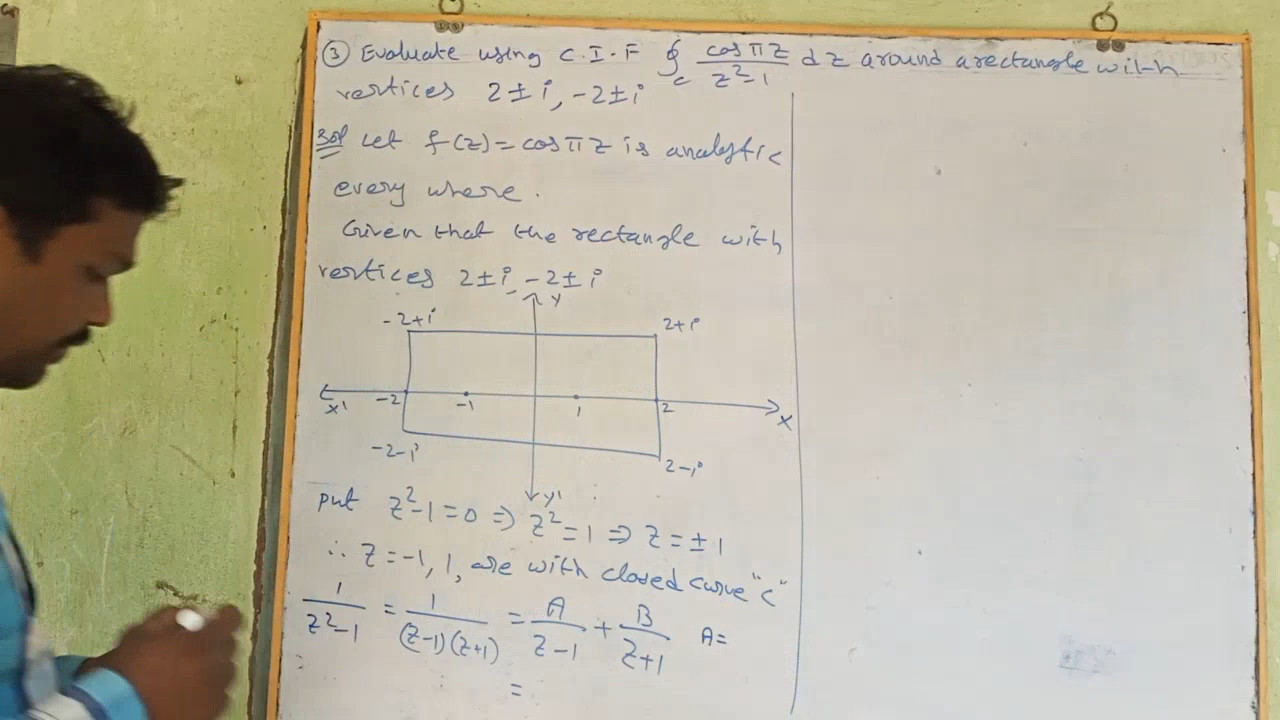 ③ Evaluate using C.I.F ∮c cos πz / z²-1 dz around a rectangle with
vertices 2±i, -2±i
Sol Let f(z)= cos πz is analytic
every where.
Given that the rectangle with
vertices 2±i, -2±i
Y
-2+i 2+i
X' -2 -1 1 2 X
-2-i 2-i
Y'
put z²-1=0 ⇒ z²=1 ⇒ z=±1
∴ z=-1, 1, are with closed curve "c"
1/z²-1 = 1/(z-1)(z+1) = A/z-1 + B/z+1 A=
=